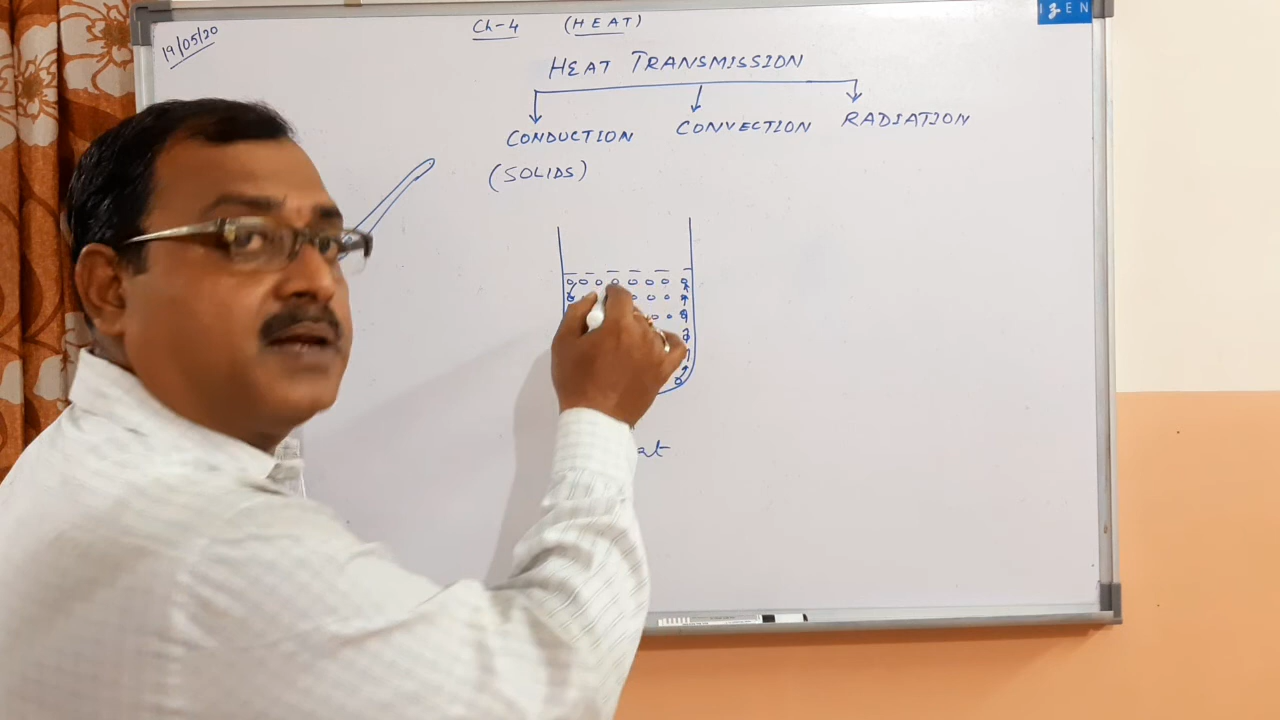 19/05/20
Ch-4 (HEAT)
HEAT TRANSMISSION
CONDUCTION CONVECTION RADIATION
(SOLIDS)